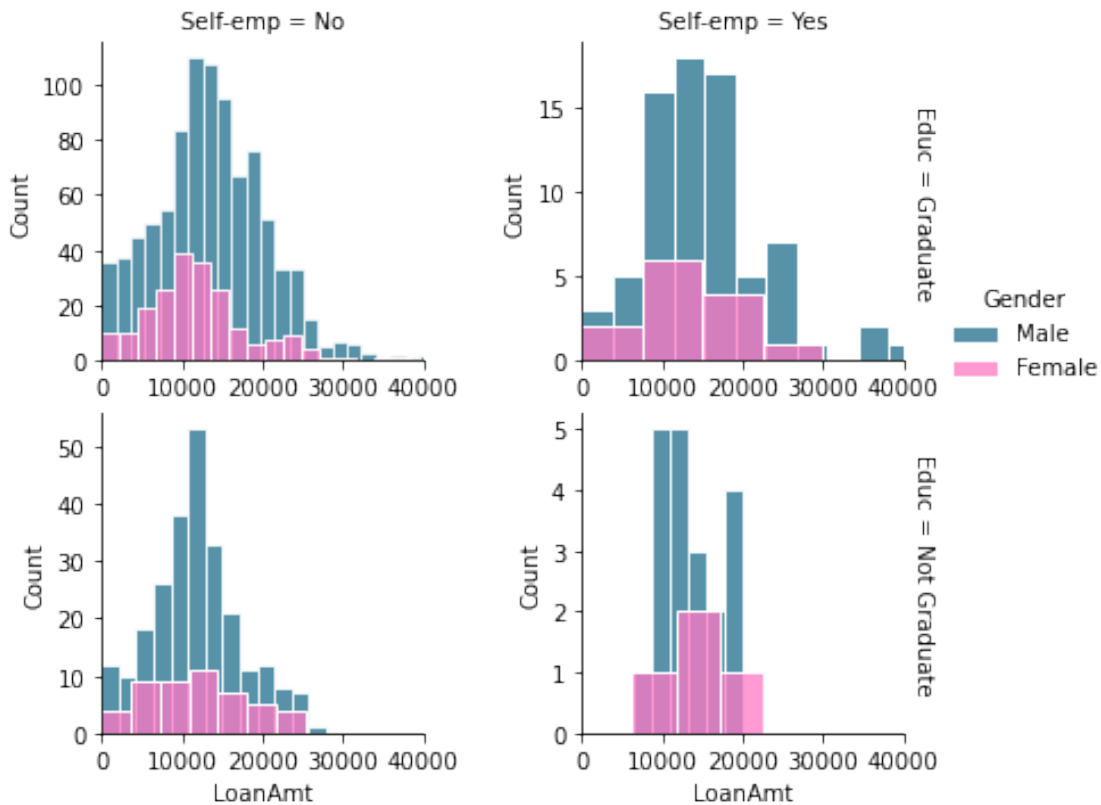 Self-emp = No
Self-emp = Yes
100
80
60
40
20
0
Count
0 10000 20000 30000 40000
15
10
5
0
Count
0 10000 20000 30000 40000
Educ = Graduate
Gender
Male
Female
50
40
30
20
10
0
Count
0 10000 20000 30000 40000
LoanAmt
5
4
3
2
1
0
Count
0 10000 20000 30000 40000
LoanAmt
Educ = Not Graduate